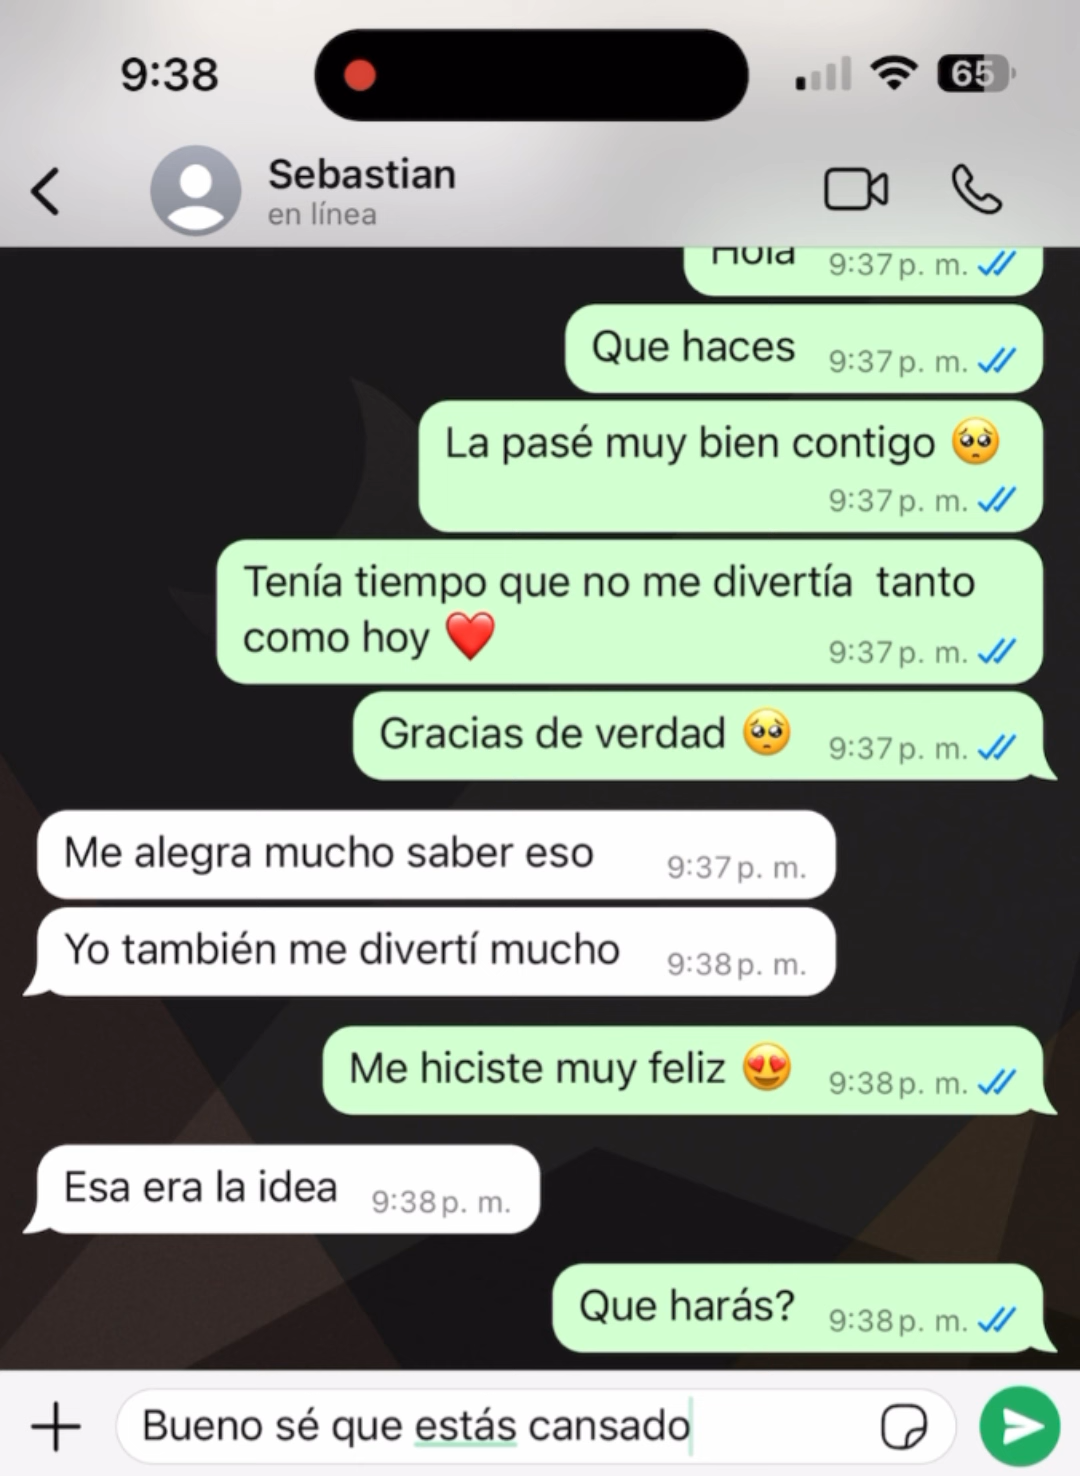 9:38
65
Sebastian
en línea
Hola 9:37 p. m.
Que haces 9:37 p. m.
La pasé muy bien contigo 🥺
9:37 p. m.
Tenía tiempo que no me divertía  tanto
como hoy ❤️ 9:37 p. m.
Gracias de verdad 🥺 9:37 p. m.
Me alegra mucho saber eso 9:37 p. m.
Yo también me divertí mucho 9:38 p. m.
Me hiciste muy feliz 😍 9:38 p. m.
Esa era la idea 9:38 p. m.
Que harás? 9:38 p. m.
Bueno sé que estás cansado